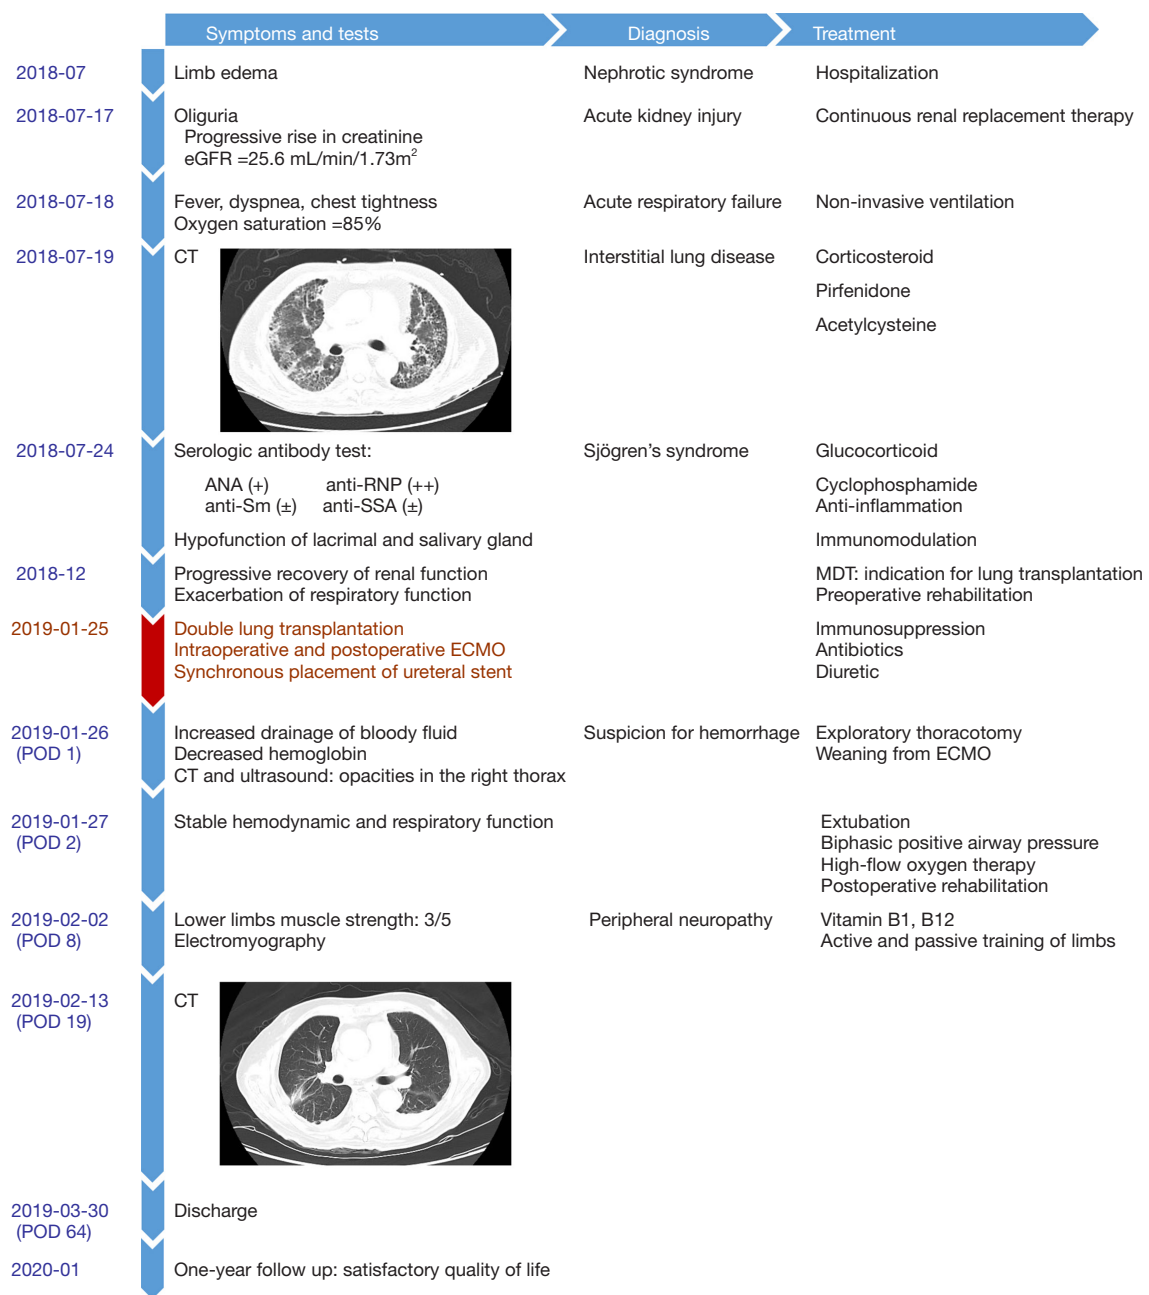 Symptoms and tests Diagnosis Treatment
2018-07 Limb edema Nephrotic syndrome Hospitalization
2018-07-17 Oliguria Acute kidney injury Continuous renal replacement therapy
Progressive rise in creatinine
eGFR =25.6 mL/min/1.73m²
2018-07-18 Fever, dyspnea, chest tightness Acute respiratory failure Non-invasive ventilation
Oxygen saturation =85%
2018-07-19 CT Interstitial lung disease Corticosteroid
Pirfenidone
Acetylcysteine
2018-07-24 Serologic antibody test: Sjögren’s syndrome Glucocorticoid
ANA (+) anti-RNP (++) Cyclophosphamide
anti-Sm (±) anti-SSA (±) Anti-inflammation
Hypofunction of lacrimal and salivary gland Immunomodulation
2018-12 Progressive recovery of renal function MDT: indication for lung transplantation
Exacerbation of respiratory function Preoperative rehabilitation
2019-01-25 Double lung transplantation Immunosuppression
Intraoperative and postoperative ECMO Antibiotics
Synchronous placement of ureteral stent Diuretic
2019-01-26 Increased drainage of bloody fluid Suspicion for hemorrhage Exploratory thoracotomy
(POD 1) Decreased hemoglobin Weaning from ECMO
CT and ultrasound: opacities in the right thorax
2019-01-27 Stable hemodynamic and respiratory function Extubation
(POD 2) Biphasic positive airway pressure
High-flow oxygen therapy
Postoperative rehabilitation
2019-02-02 Lower limbs muscle strength: 3/5 Peripheral neuropathy Vitamin B1, B12
(POD 8) Electromyography Active and passive training of limbs
2019-02-13 CT
(POD 19)
2019-03-30 Discharge
(POD 64)
2020-01 One-year follow up: satisfactory quality of life